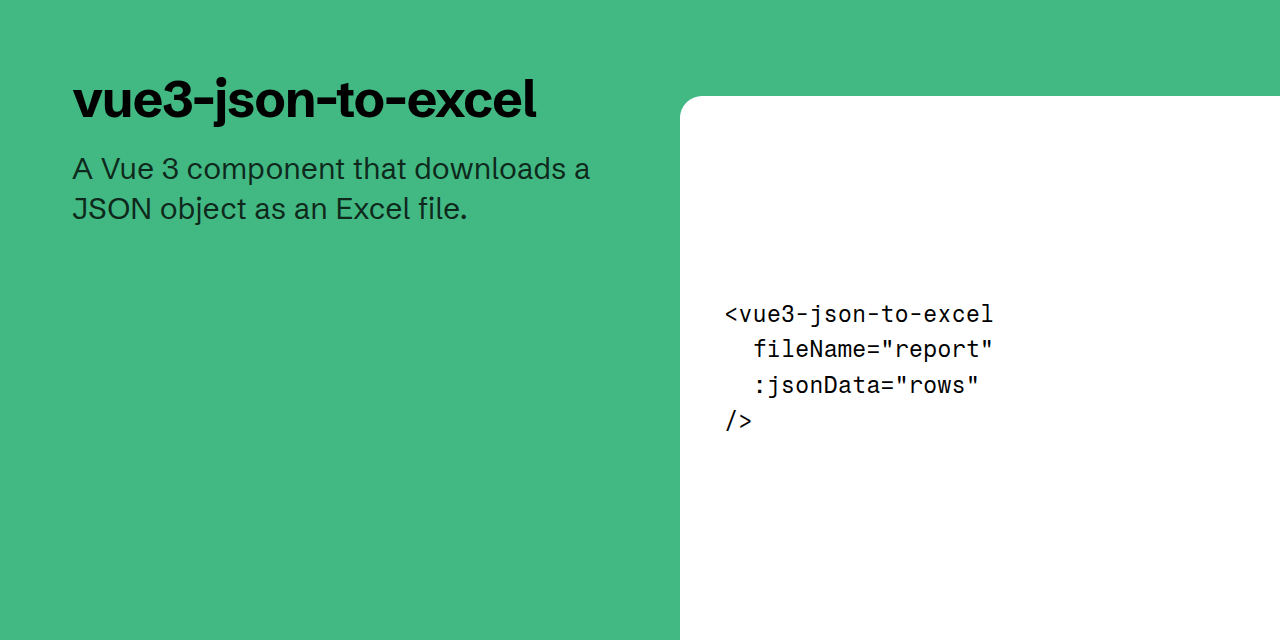 vue3-json-to-excel
A Vue 3 component that downloads a
JSON object as an Excel file.
<vue3-json-to-excel
  fileName="report"
  :jsonData="rows"
/>